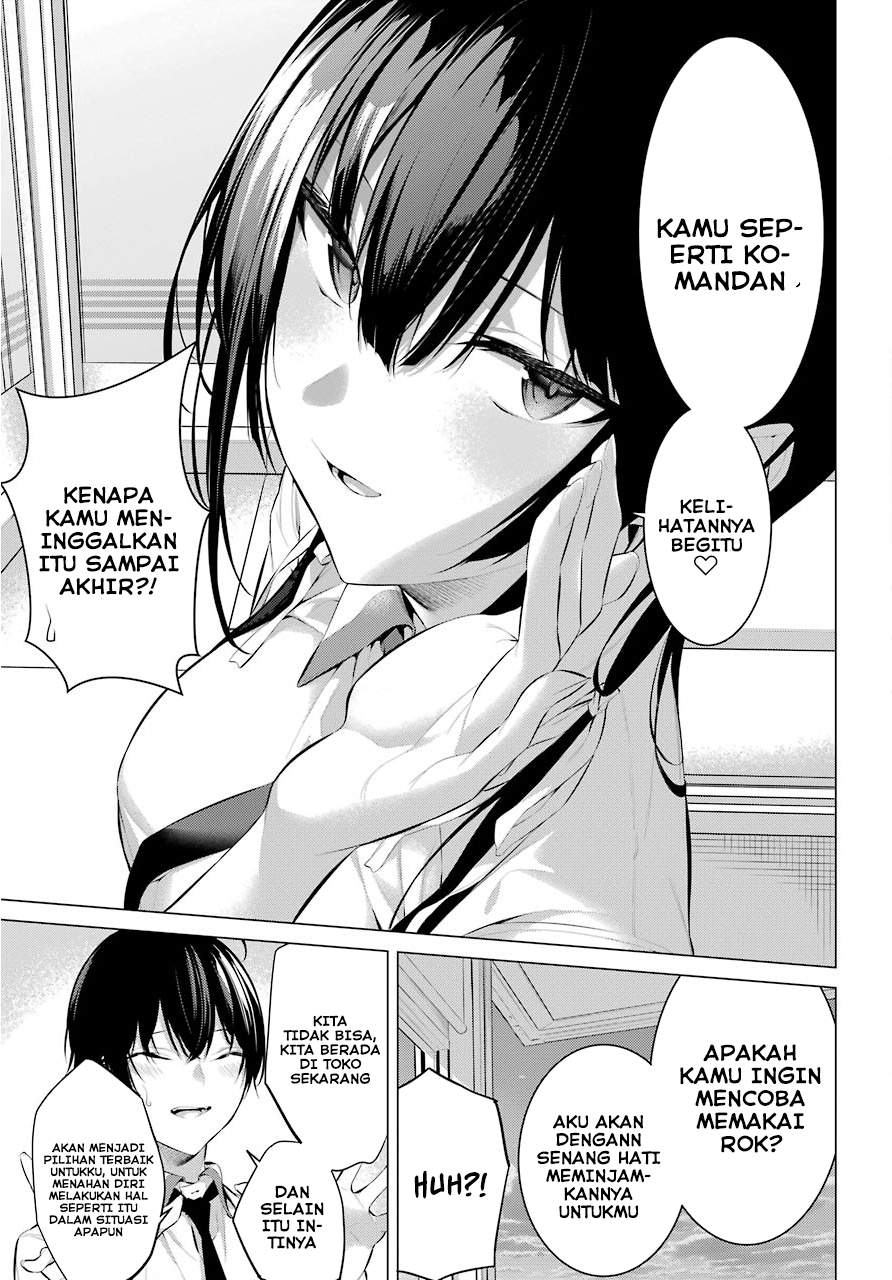 KAMU SEP-
ERTI KO-
MANDAN
KELI-
HATANNYA
BEGITU
♡
KENAPA
KAMU MEN-
INGGALKAN
ITU SAMPAI
AKHIR?!
APAKAH
KAMU INGIN
MENCOBA
MEMAKAI
ROK?
AKU AKAN
DENGANN
SENANG HATI
MEMINJAM-
KANNYA
UNTUKMU
HUH?!
KITA
TIDAK BISA,
KITA BERADA
DI TOKO
SEKARANG
DAN
SELAIN
ITU IN-
TINYA
AKAN MENJADI
PILIHAN TERBAIK
UNTUKKU, UNTUK
MENAHAN DIRI
MELAKUKAN HAL
SEPERTI ITU
DALAM SITUASI
APAPUN